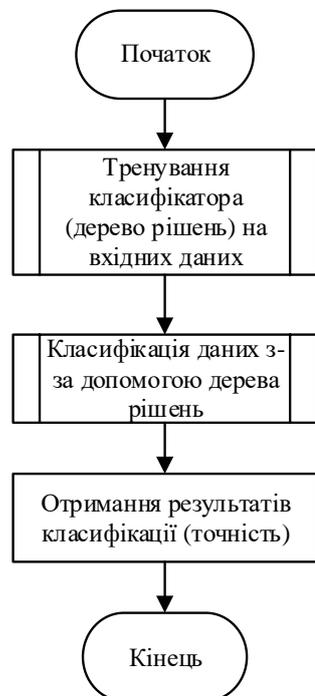 Початок
Тренування
класифікатора
(дерево рішень) на
вхідних даних
Класифікація даних з-
за допомогою дерева
рішень
Отримання результатів
класифікації (точність)
Кінець